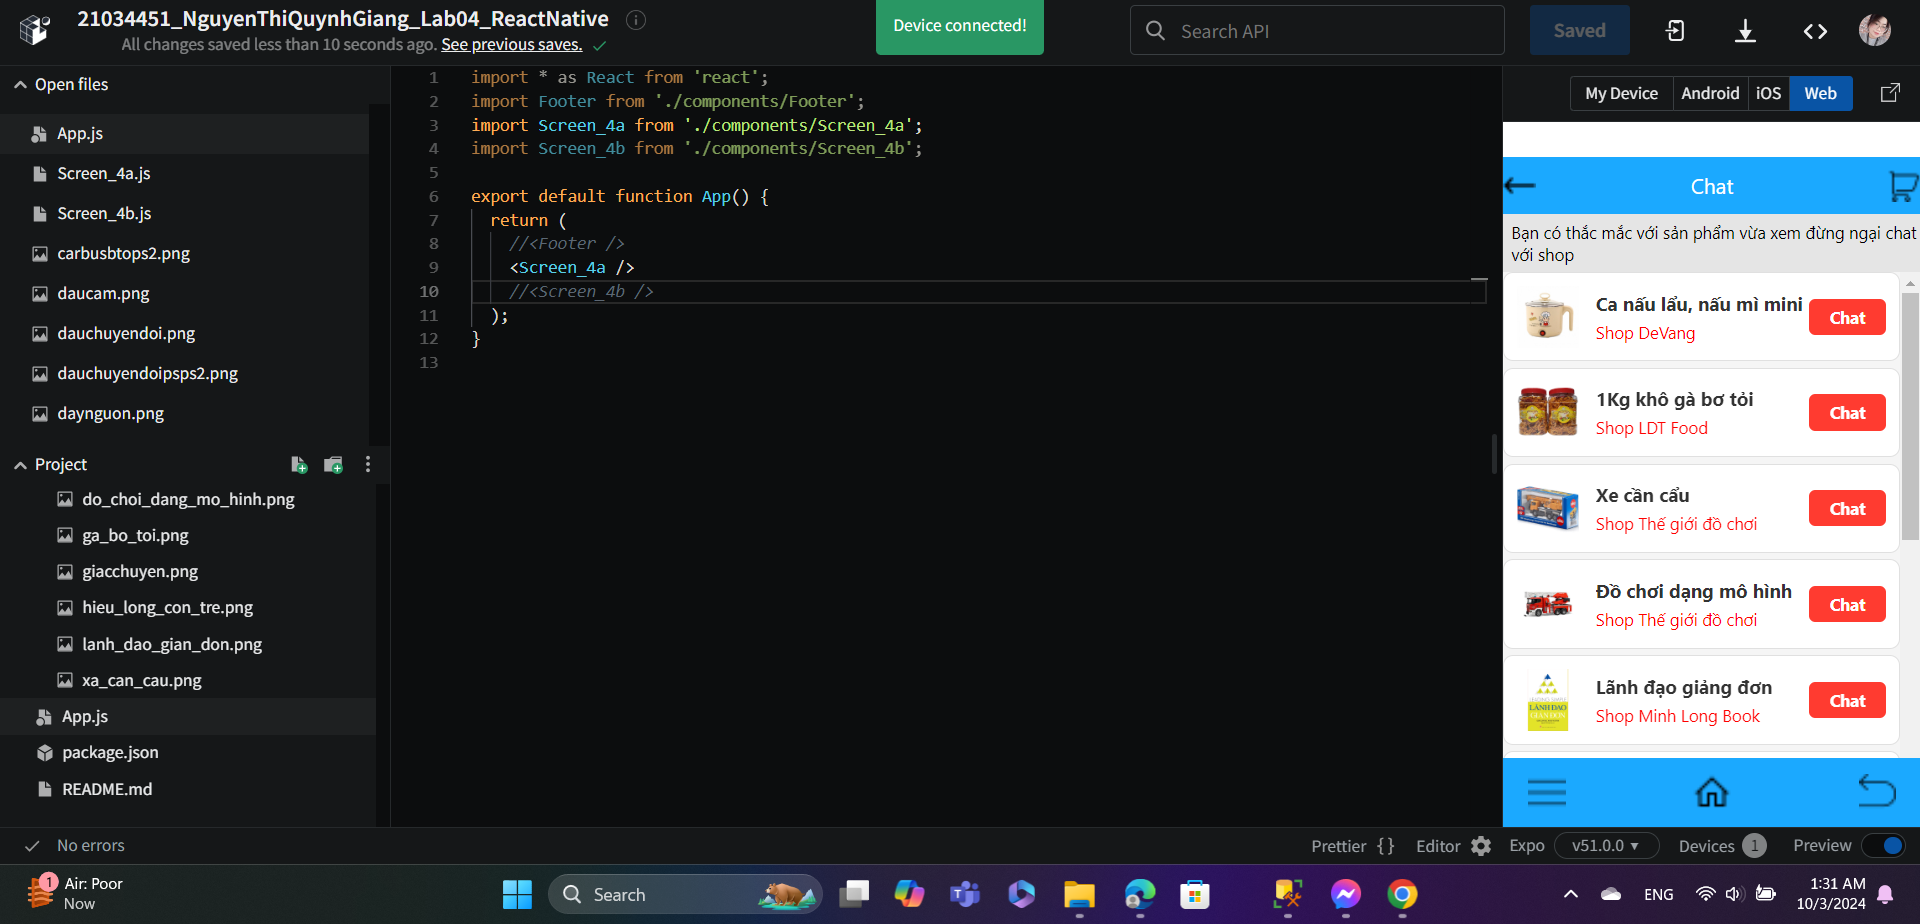 21034451_NguyenThiQuynhGiang_Lab04_ReactNative
All changes saved less than 10 seconds ago. See previous saves.
Device connected!
Search API
Saved
Open files
App.js
Screen_4a.js
Screen_4b.js
carbusbtops2.png
daucam.png
dauchuyendoi.png
dauchuyendoipsps2.png
daynguon.png
Project
do_choi_dang_mo_hinh.png
ga_bo_toi.png
giacchuyen.png
hieu_long_con_tre.png
lanh_dao_gian_don.png
xa_can_cau.png
App.js
package.json
README.md
1 import * as React from 'react';
2 import Footer from './components/Footer';
3 import Screen_4a from './components/Screen_4a';
4 import Screen_4b from './components/Screen_4b';
5
6 export default function App() {
7 return (
8 //<Footer />
9 <Screen_4a />
10 //<Screen_4b />
11 );
12 }
13
My Device Android iOS Web
Chat
Bạn có thắc mắc với sản phẩm vừa xem đừng ngại chat
với shop
Ca nấu lẩu, nấu mì mini
Shop DeVang
Chat
1Kg khô gà bơ tỏi
Shop LDT Food
Chat
Xe cần cẩu
Shop Thế giới đồ chơi
Chat
Đồ chơi dạng mô hình
Shop Thế giới đồ chơi
Chat
LÃNH ĐẠO
GIẢN ĐƠN
Lãnh đạo giảng đơn
Shop Minh Long Book
Chat
No errors
Prettier {} Editor Expo v51.0.0 Devices 1 Preview
1
Air: Poor
Now
Search
ENG
1:31 AM
10/3/2024